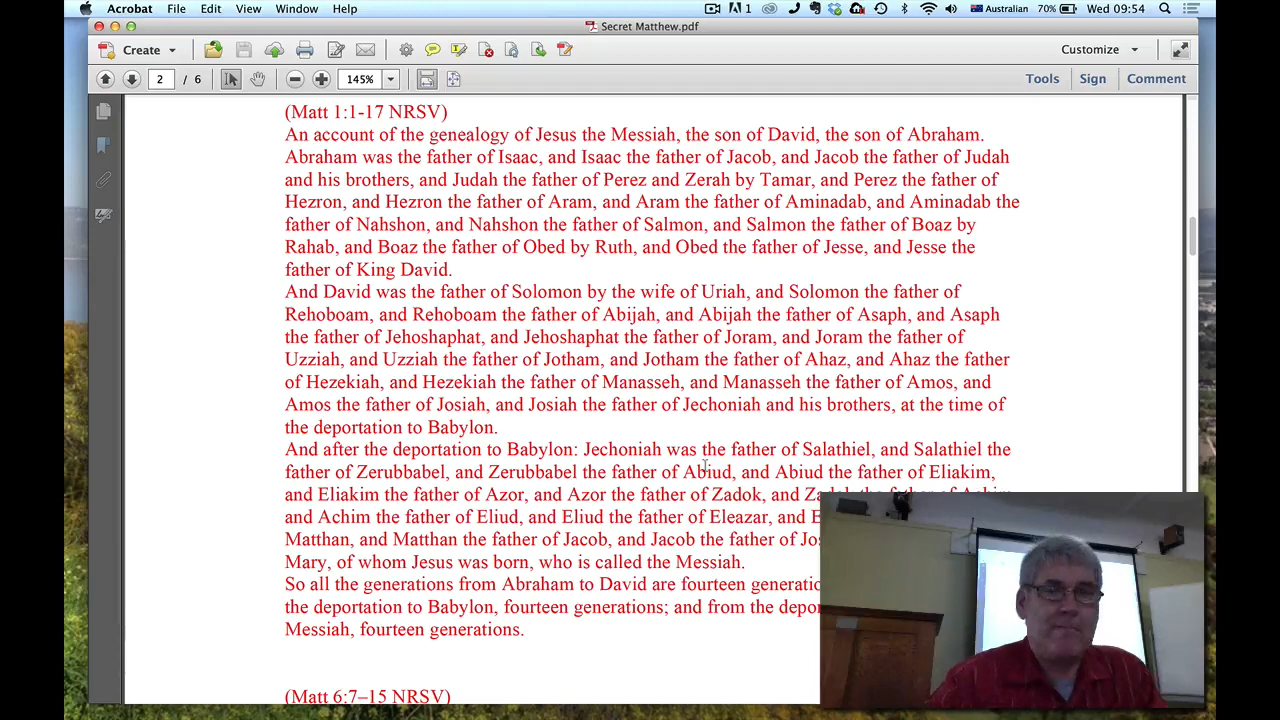 Acrobat File Edit View Window Help 1 Australian 70% Wed 09:54
Secret Matthew.pdf
Create Customize
2 / 6 145% Tools Sign Comment
(Matt 1:1-17 NRSV)
An account of the genealogy of Jesus the Messiah, the son of David, the son of Abraham.
Abraham was the father of Isaac, and Isaac the father of Jacob, and Jacob the father of Judah
and his brothers, and Judah the father of Perez and Zerah by Tamar, and Perez the father of
Hezron, and Hezron the father of Aram, and Aram the father of Aminadab, and Aminadab the
father of Nahshon, and Nahshon the father of Salmon, and Salmon the father of Boaz by
Rahab, and Boaz the father of Obed by Ruth, and Obed the father of Jesse, and Jesse the
father of King David.
And David was the father of Solomon by the wife of Uriah, and Solomon the father of
Rehoboam, and Rehoboam the father of Abijah, and Abijah the father of Asaph, and Asaph
the father of Jehoshaphat, and Jehoshaphat the father of Joram, and Joram the father of
Uzziah, and Uzziah the father of Jotham, and Jotham the father of Ahaz, and Ahaz the father
of Hezekiah, and Hezekiah the father of Manasseh, and Manasseh the father of Amos, and
Amos the father of Josiah, and Josiah the father of Jechoniah and his brothers, at the time of
the deportation to Babylon.
And after the deportation to Babylon: Jechoniah was the father of Salathiel, and Salathiel the
father of Zerubbabel, and Zerubbabel the father of Abiud, and Abiud the father of Eliakim,
and Eliakim the father of Azor, and Azor the father of Zadok, and Zadok the father of Achim
and Achim the father of Eliud, and Eliud the father of Eleazar, and
Matthan, and Matthan the father of Jacob, and Jacob the father of
Mary, of whom Jesus was born, who is called the Messiah.
So all the generations from Abraham to David are fourteen
the deportation to Babylon, fourteen generations; and from the
Messiah, fourteen generations.
(Matt 6:7–15 NRSV)